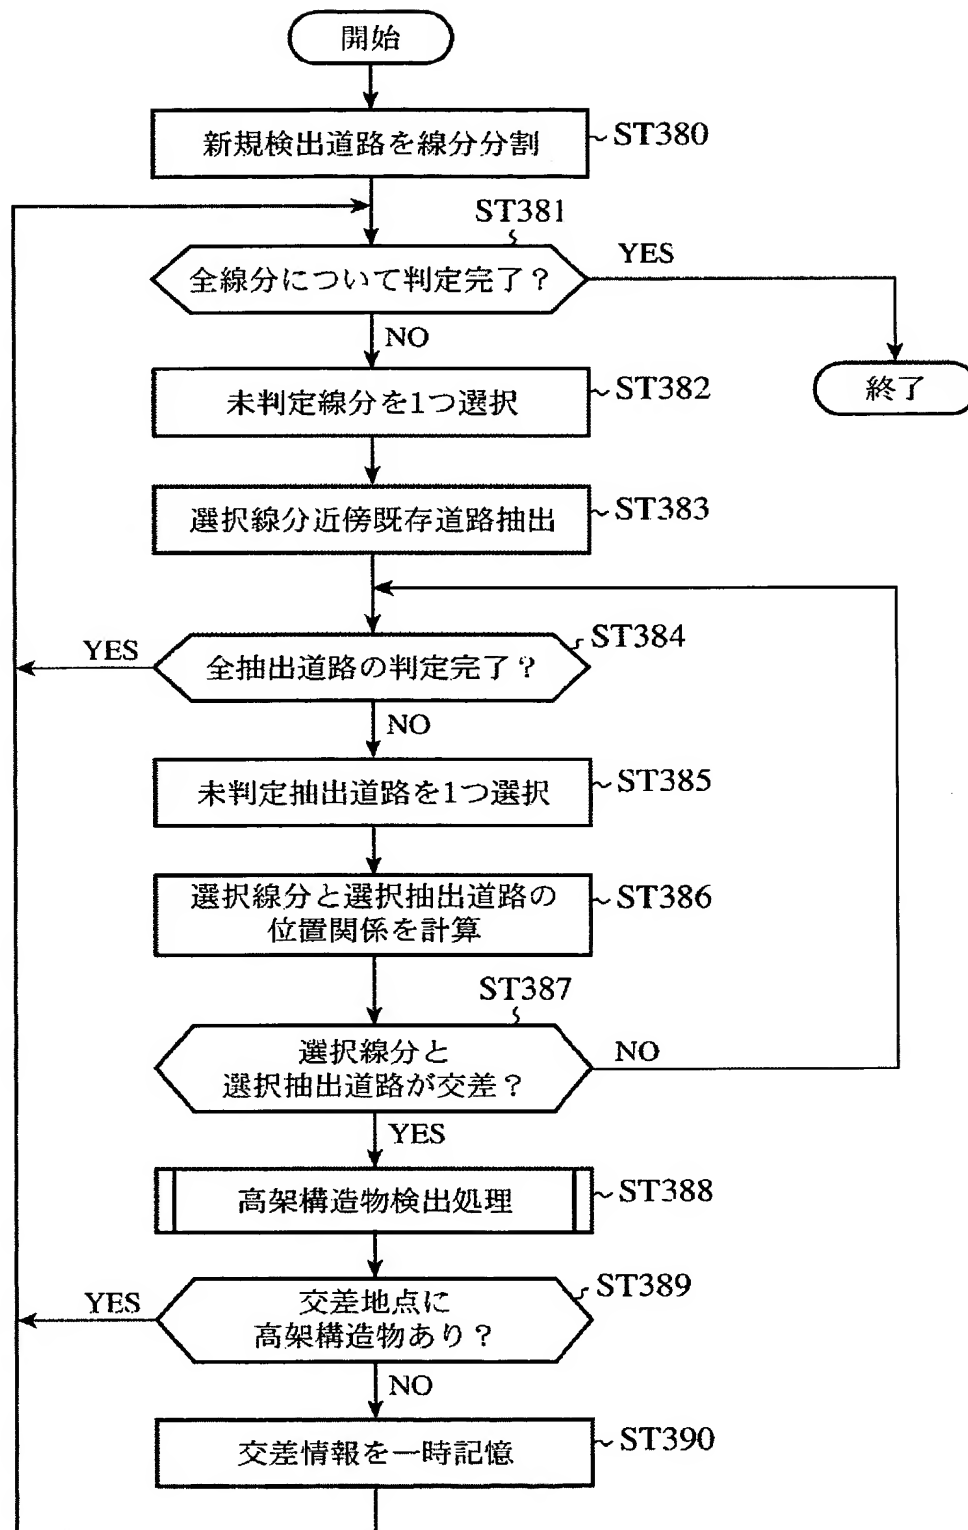 開始
新規検出道路を線分分割
ST380
ST381
全線分について判定完了?
YES
NO
終了
未判定線分を1つ選択
ST382
選択線分近傍既存道路抽出
ST383
ST384
YES
全抽出道路の判定完了?
NO
未判定抽出道路を1つ選択
ST385
選択線分と選択抽出道路の
位置関係を計算
ST386
ST387
選択線分と
選択抽出道路が交差?
NO
YES
高架構造物検出処理
ST388
ST389
YES
交差地点に
高架構造物あり?
NO
交差情報を一時記憶
ST390